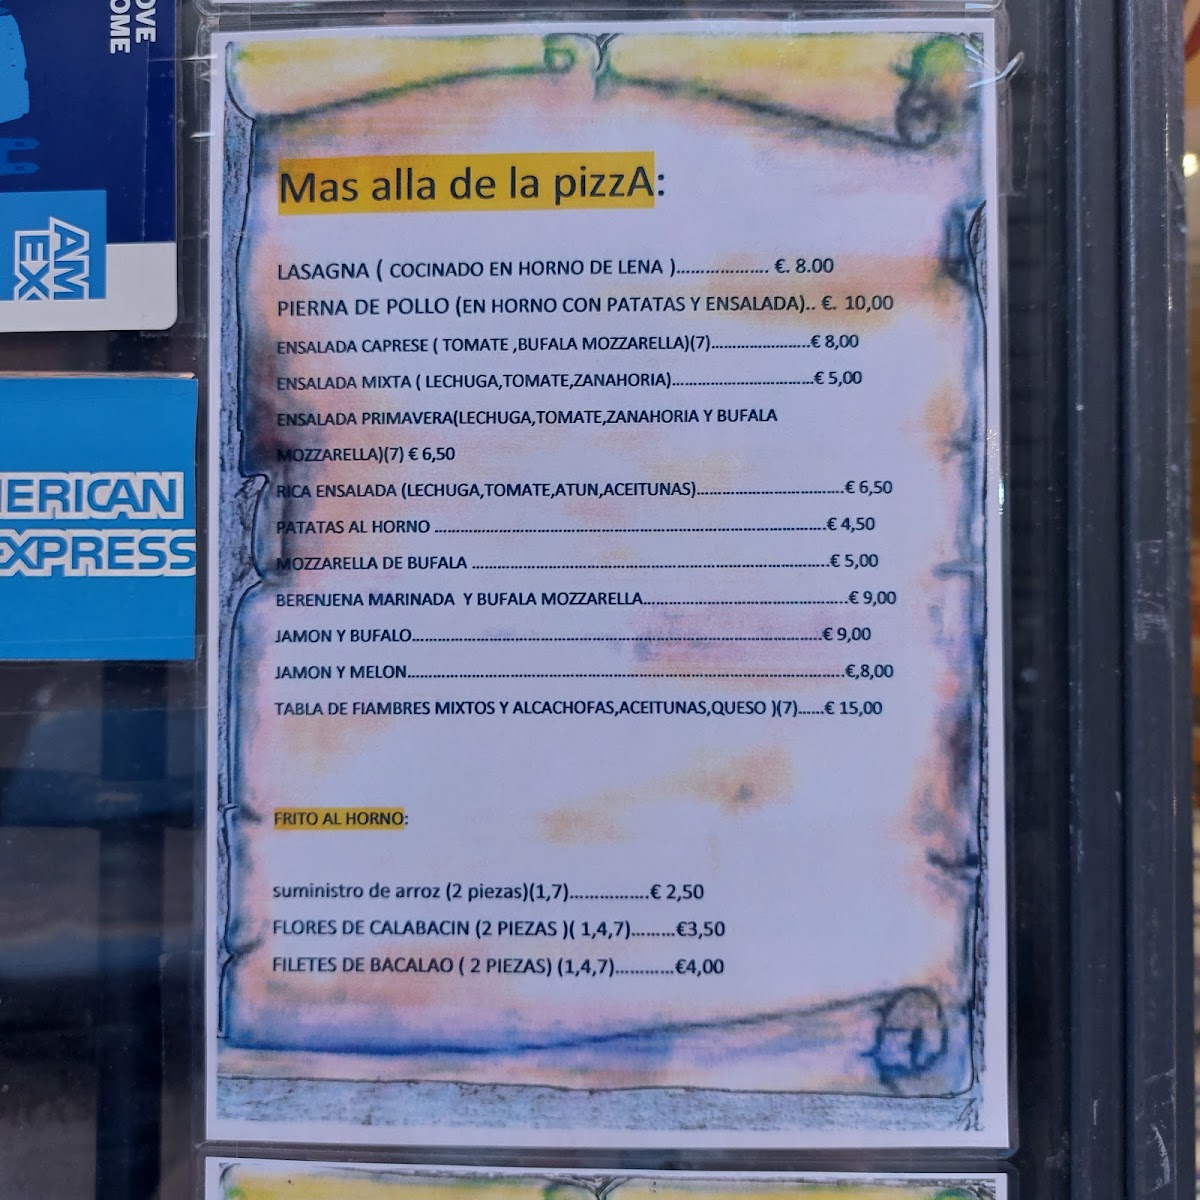 OVE
OME
AM
EX
MERICAN
EXPRESS
Mas alla de la pizzA:
LASAGNA ( COCINADO EN HORNO DE LENA )................... €. 8.00
PIERNA DE POLLO (EN HORNO CON PATATAS Y ENSALADA).. €. 10,00
ENSALADA CAPRESE ( TOMATE ,BUFALA MOZZARELLA)(7).......................€ 8,00
ENSALADA MIXTA ( LECHUGA,TOMATE,ZANAHORIA).................................€ 5,00
ENSALADA PRIMAVERA(LECHUGA,TOMATE,ZANAHORIA Y BUFALA
MOZZARELLA)(7) € 6,50
RICA ENSALADA (LECHUGA,TOMATE,ATUN,ACEITUNAS)..................................€ 6,50
PATATAS AL HORNO ..........................................................................................€ 4,50
MOZZARELLA DE BUFALA ..................................................................................€ 5,00
BERENJENA MARINADA  Y BUFALA MOZZARELLA...............................................€ 9,00
JAMON Y BUFALO...............................................................................................€ 9,00
JAMON Y MELON.....................................................................................................€,8,00
TABLA DE FIAMBRES MIXTOS Y ALCACHOFAS,ACEITUNAS,QUESO )(7)......€ 15,00
FRITO AL HORNO:
suministro de arroz (2 piezas)(1,7)..................€ 2,50
FLORES DE CALABACIN (2 PIEZAS )( 1,4,7).........€3,50
FILETES DE BACALAO ( 2 PIEZAS) (1,4,7).............€4,00